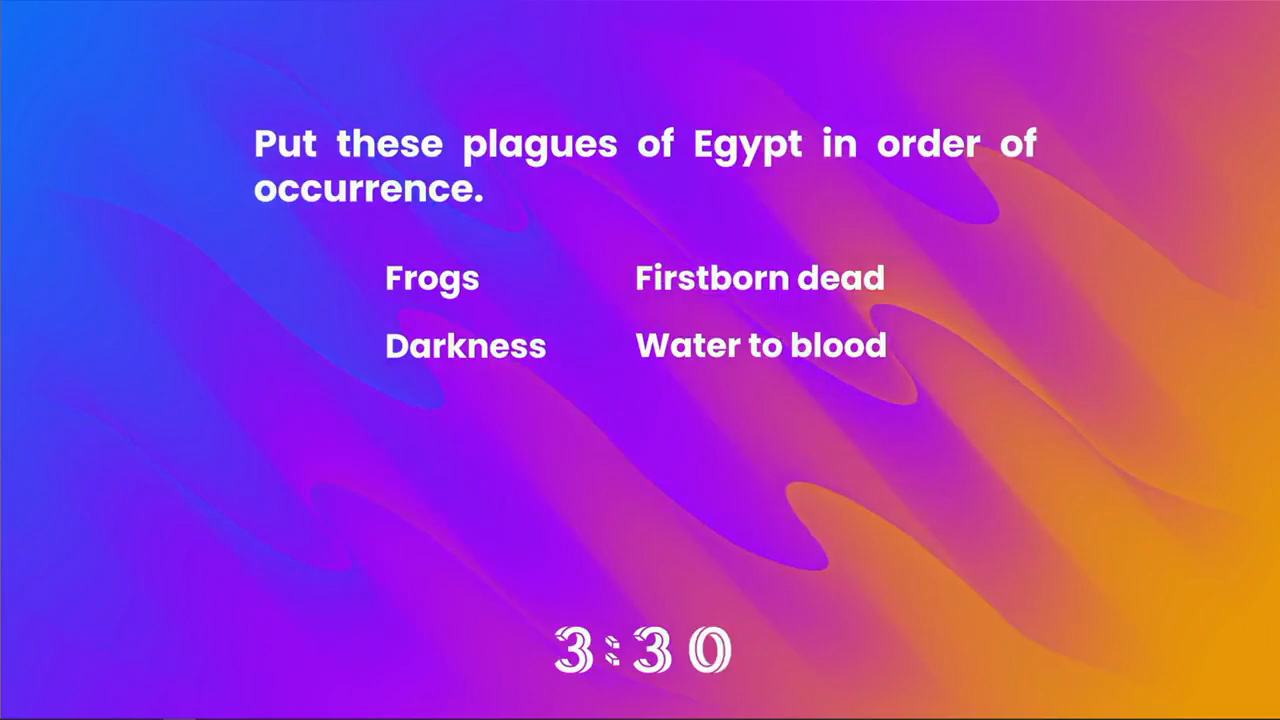 Put these plagues of Egypt in order of
occurrence.
Frogs Firstborn dead
Darkness Water to blood
3:30